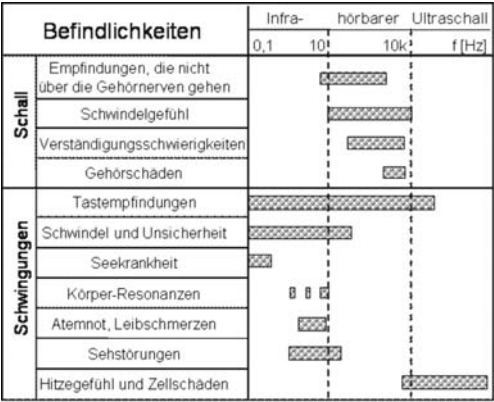 Befindlichkeiten
Infra- hörbarer Ultraschall
0,1 10 10k f [Hz]
Schall
Empfindungen, die nicht
über die Gehörnerven gehen
Schwindelgefühl
Verständigungsschwierigkeiten
Gehörschäden
Schwingungen
Tastempfindungen
Schwindel und Unsicherheit
Seekrankheit
Körper-Resonanzen
Atemnot, Leibschmerzen
Sehstörungen
Hitzegefühl und Zellschäden